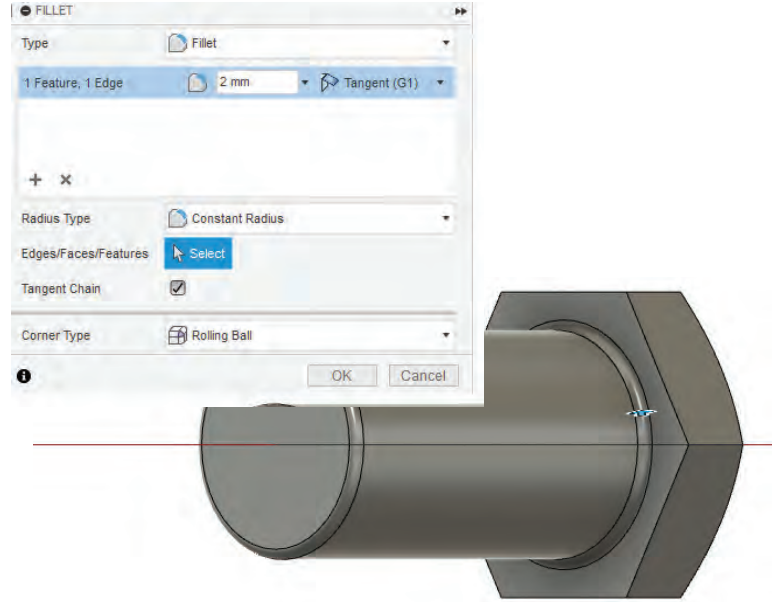 FILLET
Type Fillet
1 Feature, 1 Edge 2 mm Tangent (G1)
Radius Type Constant Radius
Edges/Faces/Features Select
Tangent Chain
Corner Type Rolling Ball
OK Cancel